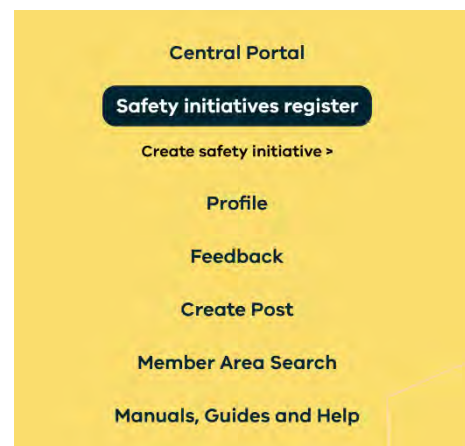 Central Portal
Safety initiatives register
Create safety initiative >
Profile
Feedback
Create Post
Member Area Search
Manuals, Guides and Help